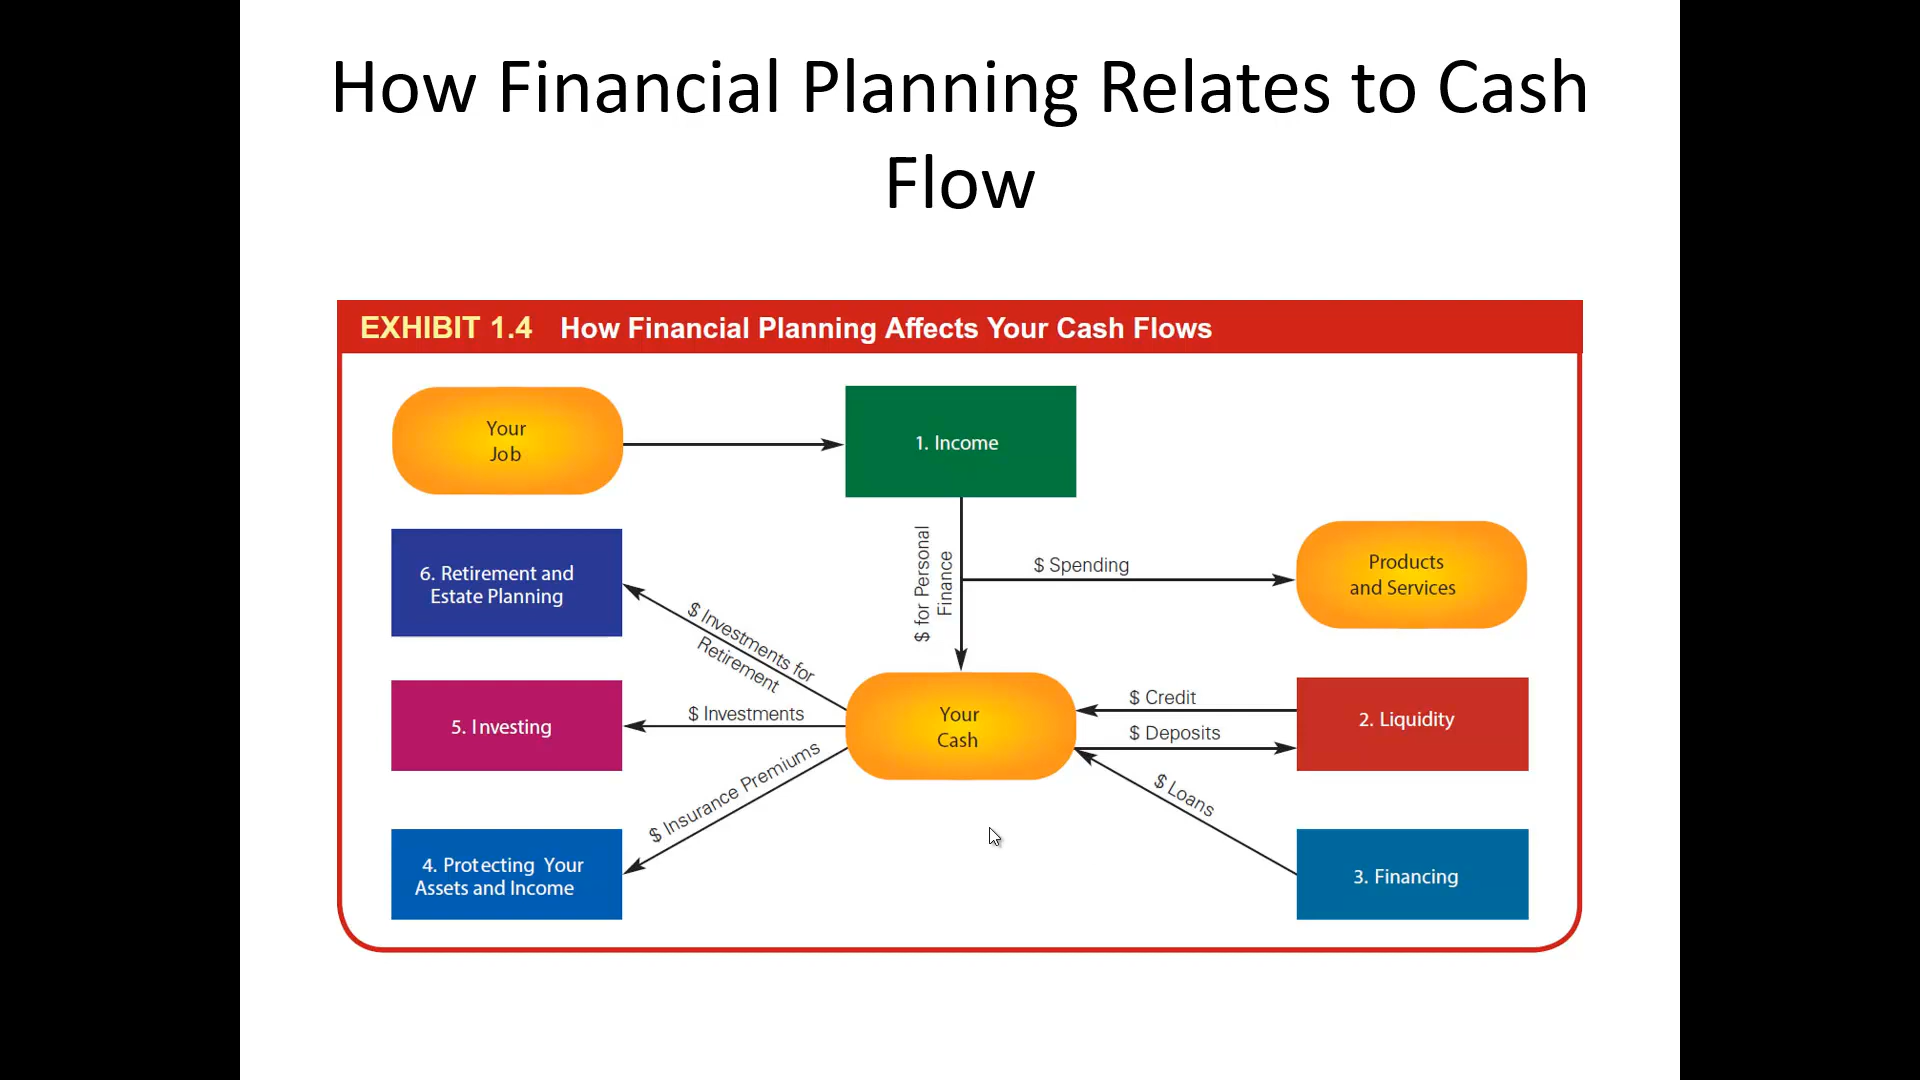 How Financial Planning Relates to Cash
Flow
EXHIBIT 1.4 How Financial Planning Affects Your Cash Flows
Your
Job
1. Income
$ for Personal
Finance
$ Spending
Products
and Services
6. Retirement and
Estate Planning
$ Investments for
Retirement
5. Investing
$ Investments
Your
Cash
$ Credit
$ Deposits
2. Liquidity
$ Insurance Premiums
$ Loans
4. Protecting Your
Assets and Income
3. Financing